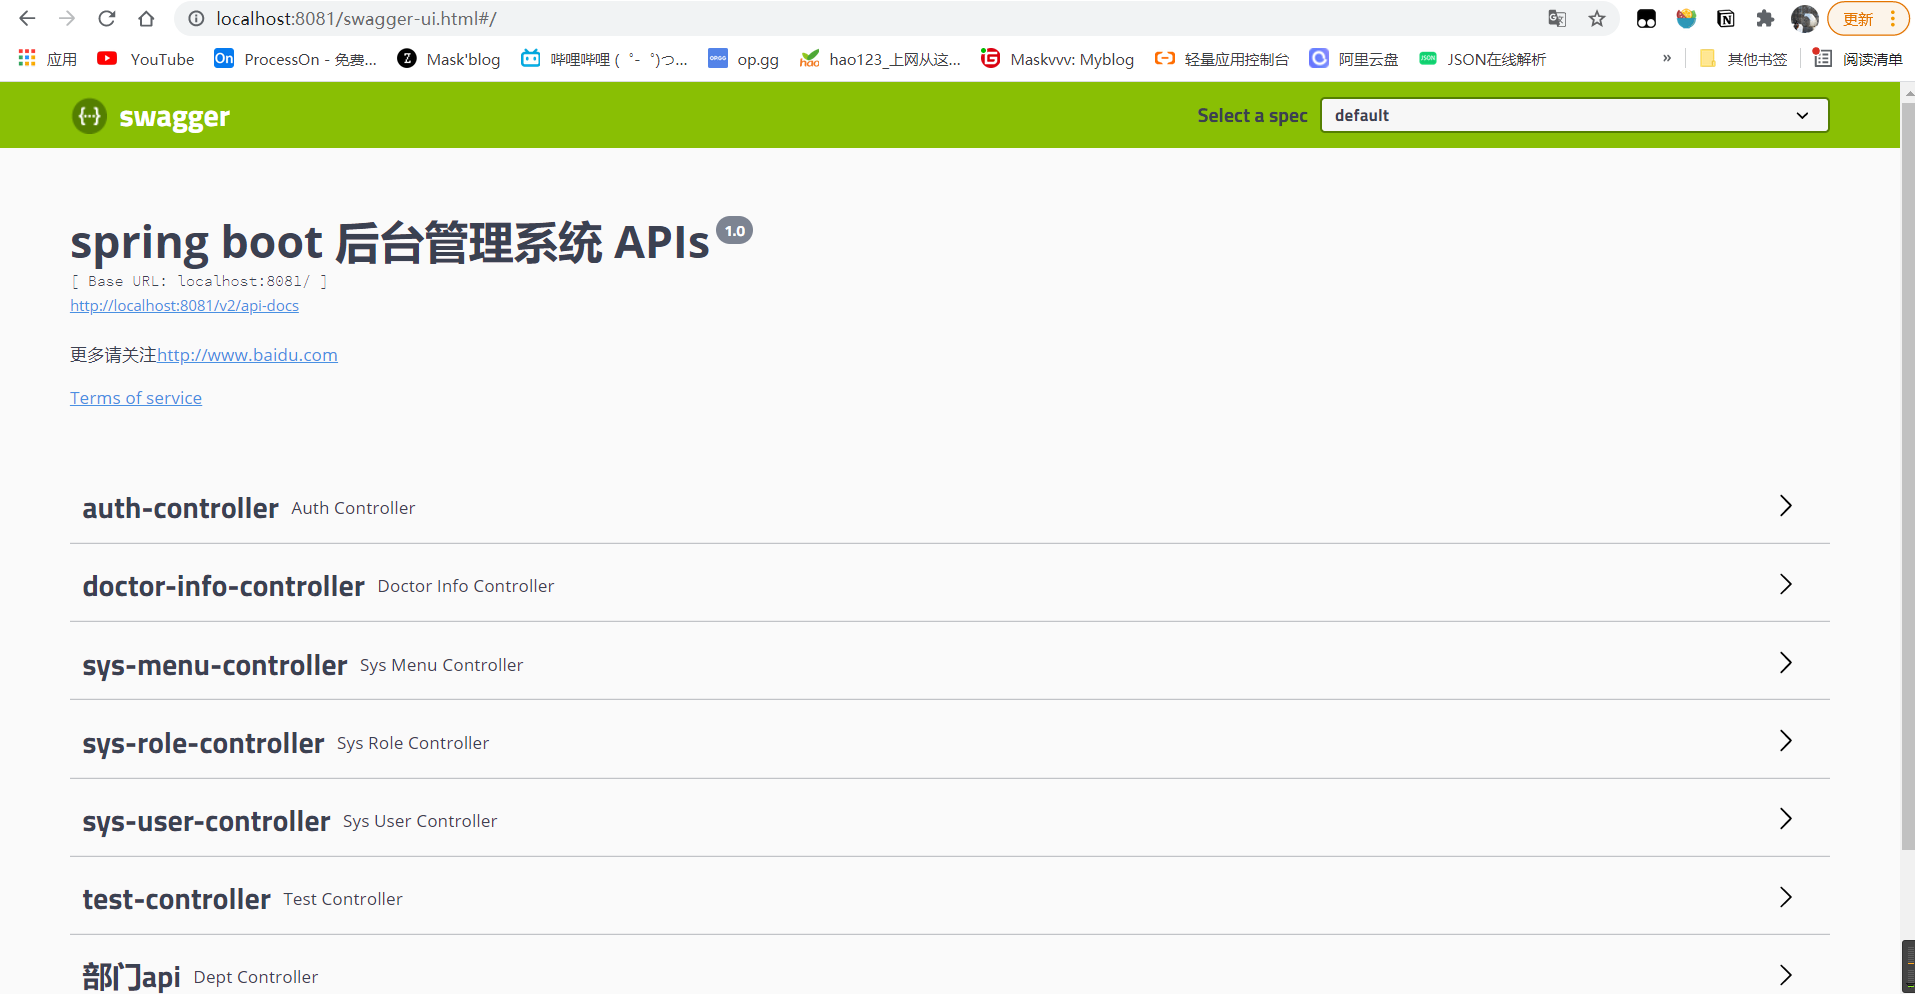 localhost:8081/swagger-ui.html#/
更新
应用 YouTube ProcessOn - 免费... Mask'blog 哔哩哔哩 ( ゜- ゜)つ... op.gg hao123_上网从这... Maskvvv: Myblog 轻量应用控制台 阿里云盘 JSON在线解析 » 其他书签 阅读清单
swagger
Select a spec default
spring boot 后台管理系统 APIs 1.0
[ Base URL: localhost:8081/ ]
http://localhost:8081/v2/api-docs
更多请关注http://www.baidu.com
Terms of service
auth-controller Auth Controller
doctor-info-controller Doctor Info Controller
sys-menu-controller Sys Menu Controller
sys-role-controller Sys Role Controller
sys-user-controller Sys User Controller
test-controller Test Controller
部门api Dept Controller